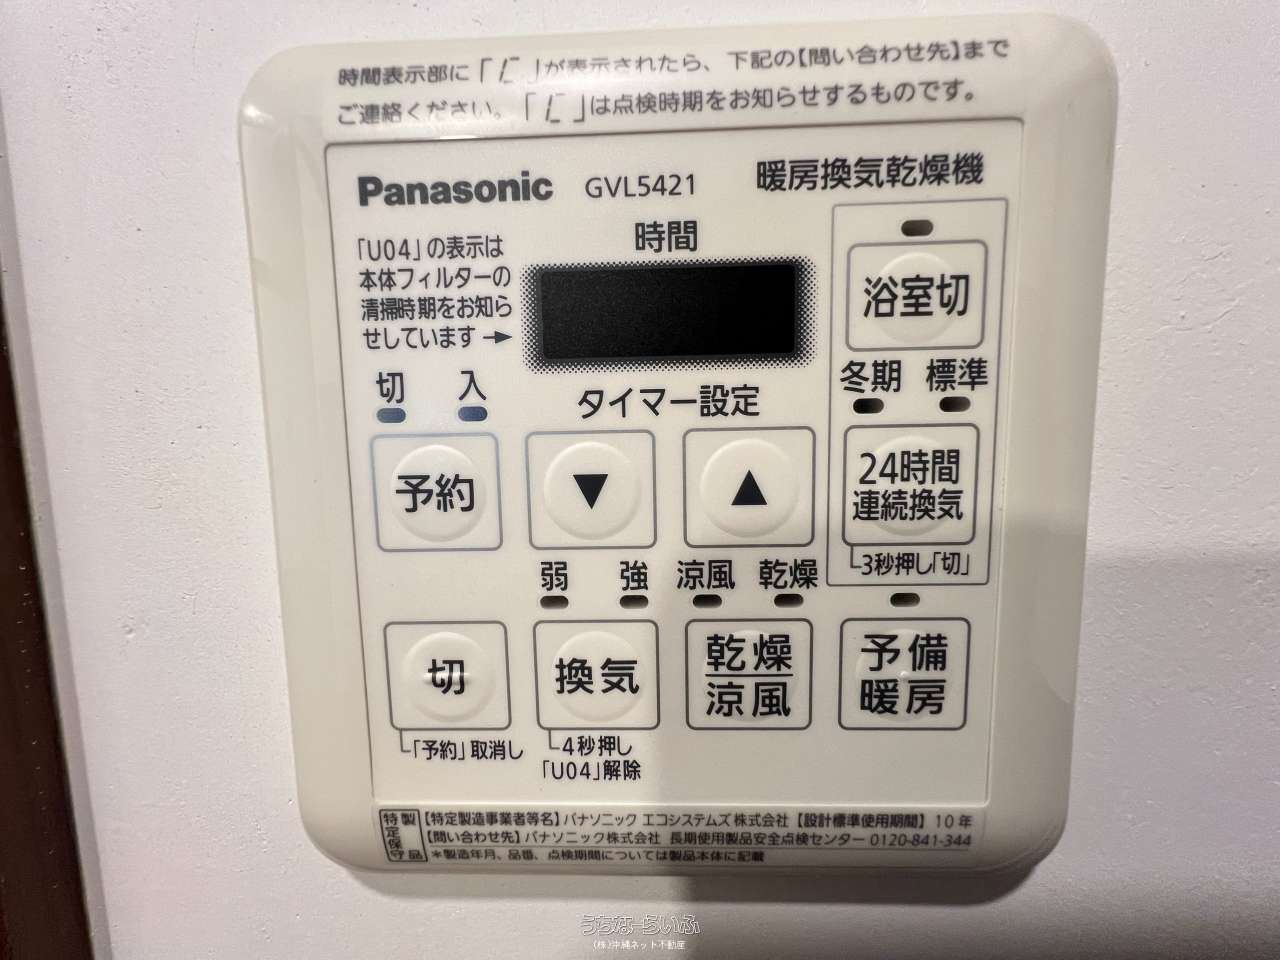 時間表示部に「 」が表示されたら、下記の【問い合わせ先】まで
ご連絡ください。「 」は点検時期をお知らせするものです。
Panasonic GVL5421 暖房換気乾燥機
時間
「U04」の表示は
本体フィルターの
清掃時期をお知ら
せしています→
浴室切
切 入
タイマー設定
冬期 標準
予約 ▼ ▲
24時間
連続換気
3秒押し「切」
弱 強 涼風 乾燥
切 換気
乾燥
涼風
予備
暖房
「予約」取消し
4秒押し
「U04」解除
特定保守製品
【特定製造事業者等名】パナソニック エコシステムズ株式会社 【設計標準使用期間】 10年
【問い合わせ先】パナソニック株式会社 長期使用製品安全点検センター 0120-841-344
*製造年月、品番、点検期間については製品本体に記載
うちなーらいふ
(株)沖縄ネット不動産